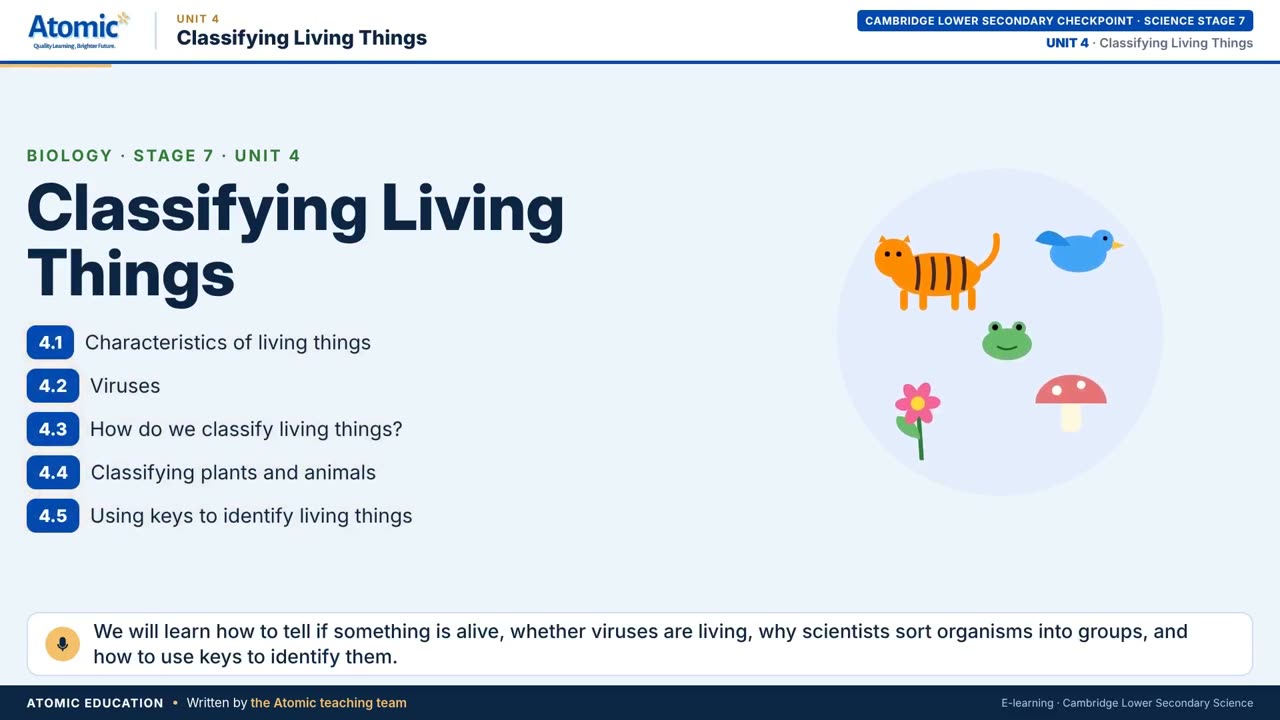 Atomic
Quality Learning, Brighter Future.
UNIT 4
Classifying Living Things
CAMBRIDGE LOWER SECONDARY CHECKPOINT · SCIENCE STAGE 7
UNIT 4 · Classifying Living Things
BIOLOGY · STAGE 7 · UNIT 4
Classifying Living
Things
4.1 Characteristics of living things
4.2 Viruses
4.3 How do we classify living things?
4.4 Classifying plants and animals
4.5 Using keys to identify living things
We will learn how to tell if something is alive, whether viruses are living, why scientists sort organisms into groups, and
how to use keys to identify them.
ATOMIC EDUCATION • Written by the Atomic teaching team
E-learning · Cambridge Lower Secondary Science